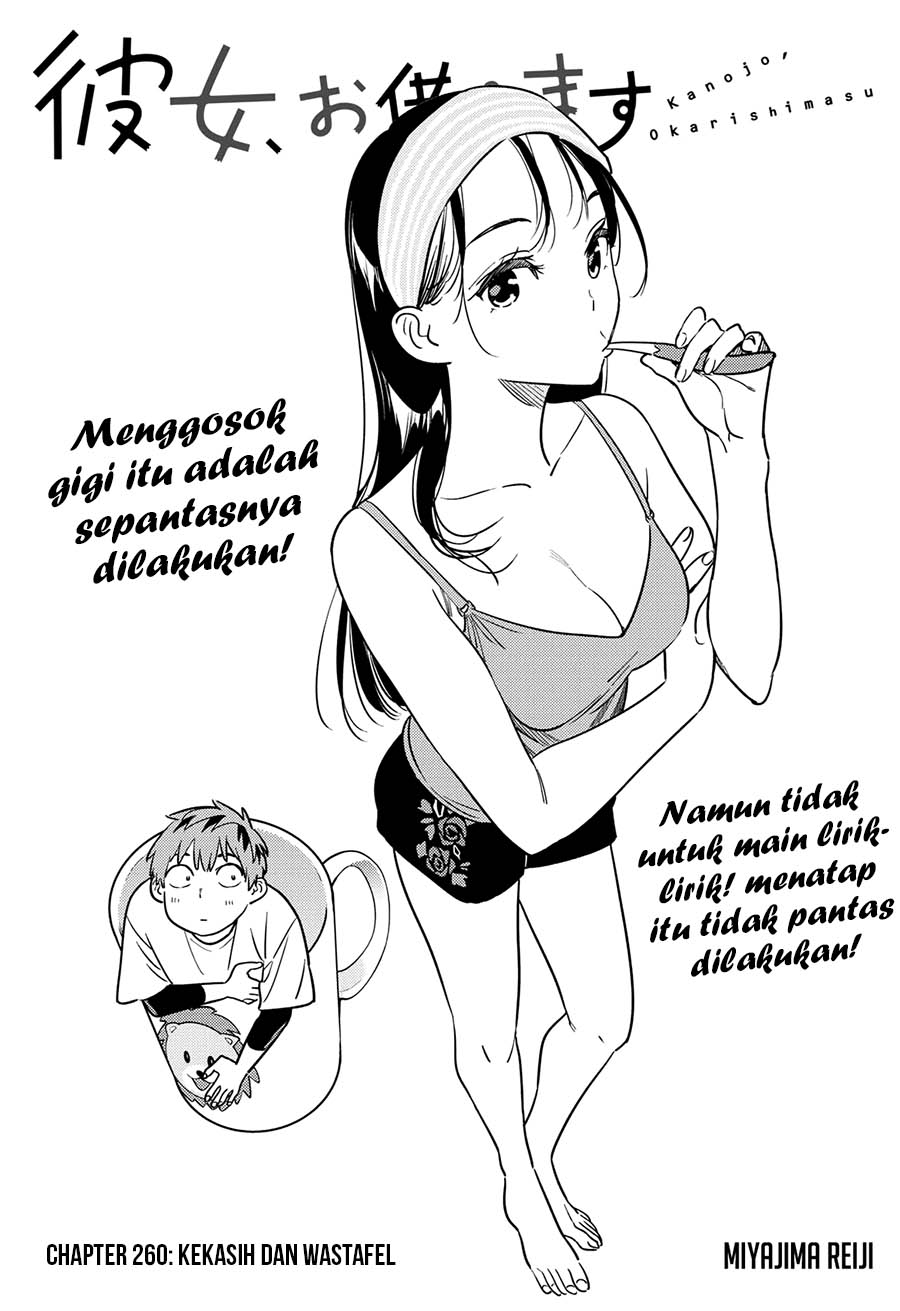 彼女、お借ります
Kanojo,
Okarishimasu
Menggosok
gigi itu adalah
sepantasnya
dilakukan!
Namun tidak
untuk main lirik-
lirik! menatap
itu tidak pantas
dilakukan!
CHAPTER 260: KEKASIH DAN WASTAFEL
MIYAJIMA REIJI